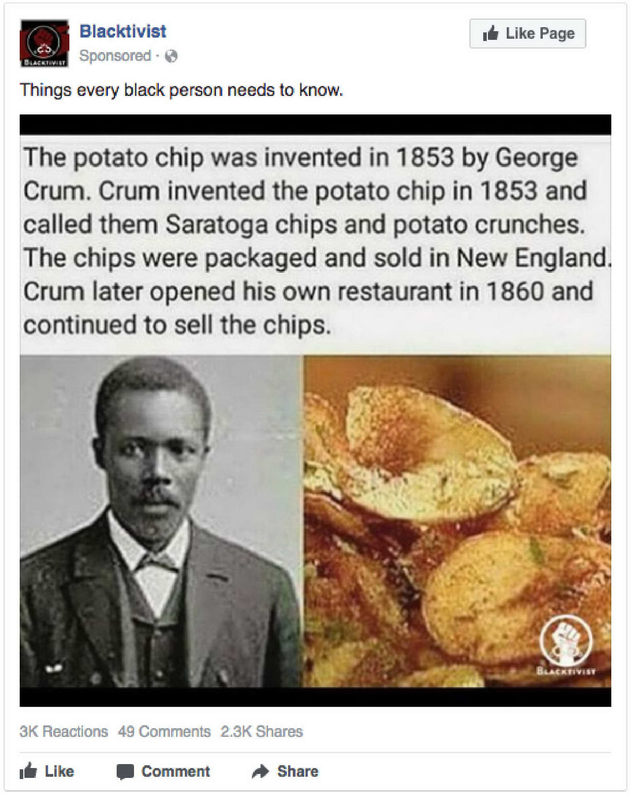 Blacktivist
Like Page
Sponsored ·
BLACKTIVIST
Things every black person needs to know.
The potato chip was invented in 1853 by George
Crum. Crum invented the potato chip in 1853 and
called them Saratoga chips and potato crunches.
The chips were packaged and sold in New England.
Crum later opened his own restaurant in 1860 and
continued to sell the chips.
BLACKTIVIST
3K Reactions 49 Comments 2.3K Shares
Like Comment Share